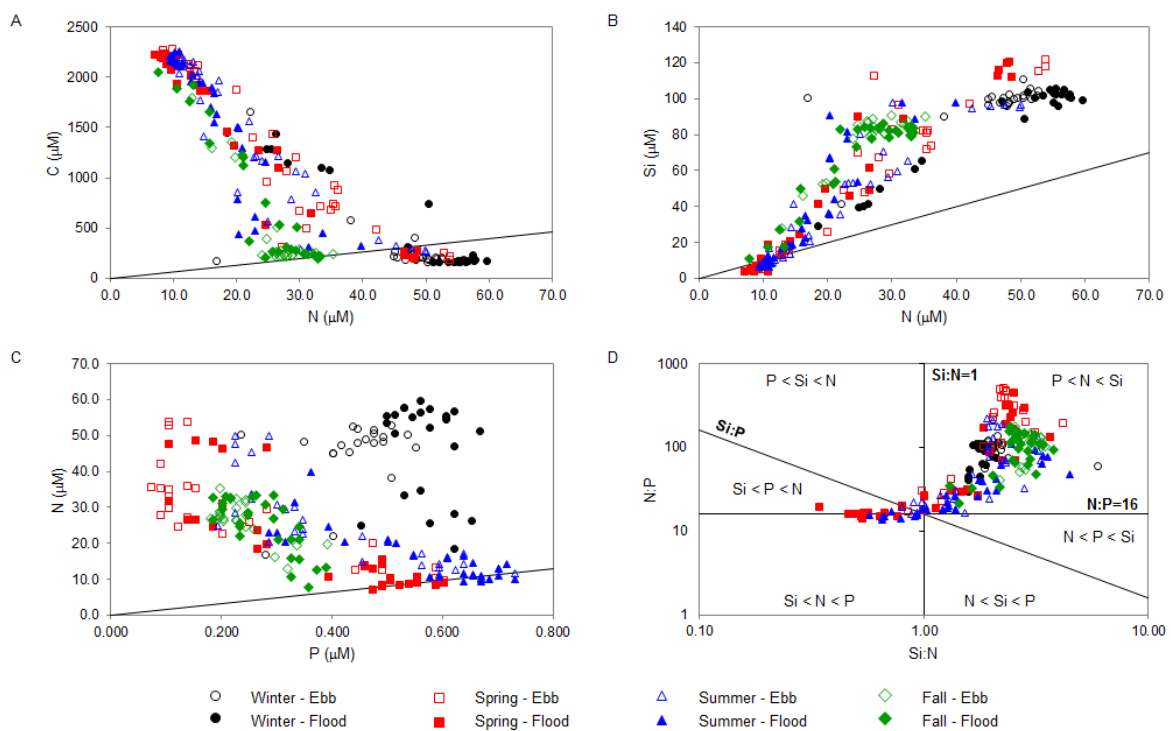 A
2500
2000
1500
1000
500
0
C (µM)
0.0 10.0 20.0 30.0 40.0 50.0 60.0 70.0
N (µM)
B
140
120
100
80
60
40
20
0
Si (µM)
0.0 10.0 20.0 30.0 40.0 50.0 60.0 70.0
N (µM)
C
70.0
60.0
50.0
40.0
30.0
20.0
10.0
0.0
N (µM)
0.000 0.200 0.400 0.600 0.800
P (µM)
D
1000
100
10
1
N:P
P < Si < N
Si:N=1
P < N < Si
Si:P
Si < P < N
N:P=16
N < P < Si
Si < N < P
N < Si < P
0.10 1.00 10.00
Si:N
Winter - Ebb Spring - Ebb Summer - Ebb Fall - Ebb
Winter - Flood Spring - Flood Summer - Flood Fall - Flood